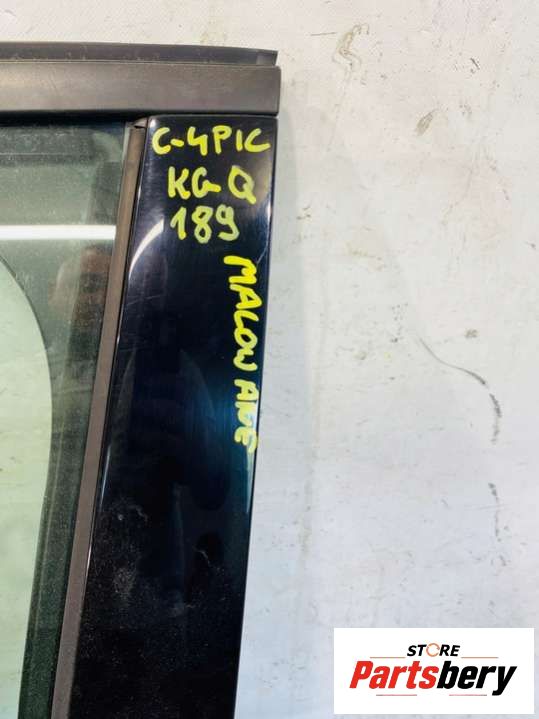 C-4PIC
KGQ
189
MALOWANE
STORE
Partsbery